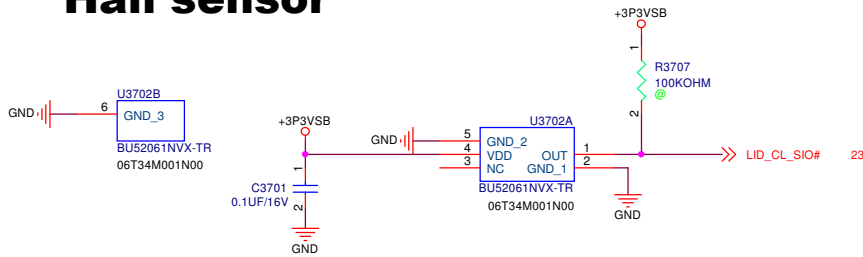 Hall sensor
+3P3VSB
1
R3707
100KOHM
@
2
U3702B
GND
6
GND_3
BU52061NVX-TR
06T34M001N00
+3P3VSB
1
C3701
0.1UF/16V
2
GND
U3702A
GND
5
GND_2
4
VDD
OUT
1
3
NC
GND_1
2
BU52061NVX-TR
06T34M001N00
GND
LID_CL_SIO#
23